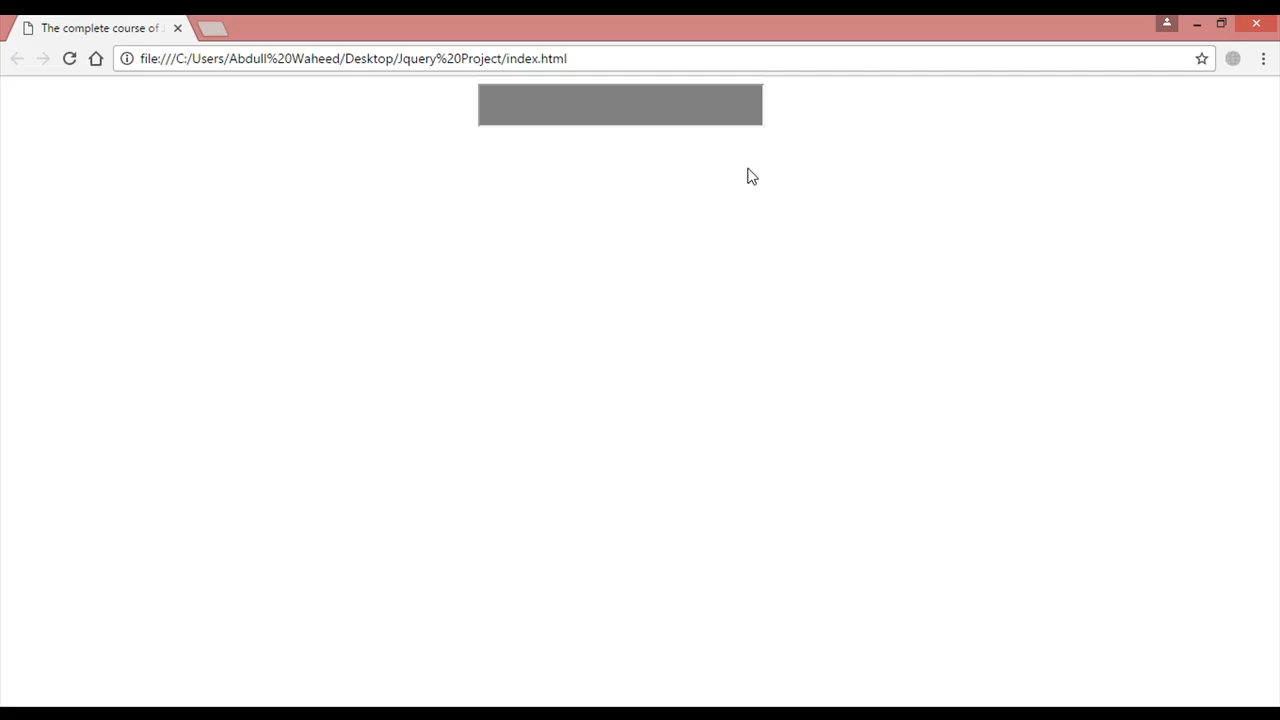 The complete course of
file:///C:/Users/Abdull%20Waheed/Desktop/Jquery%20Project/index.html